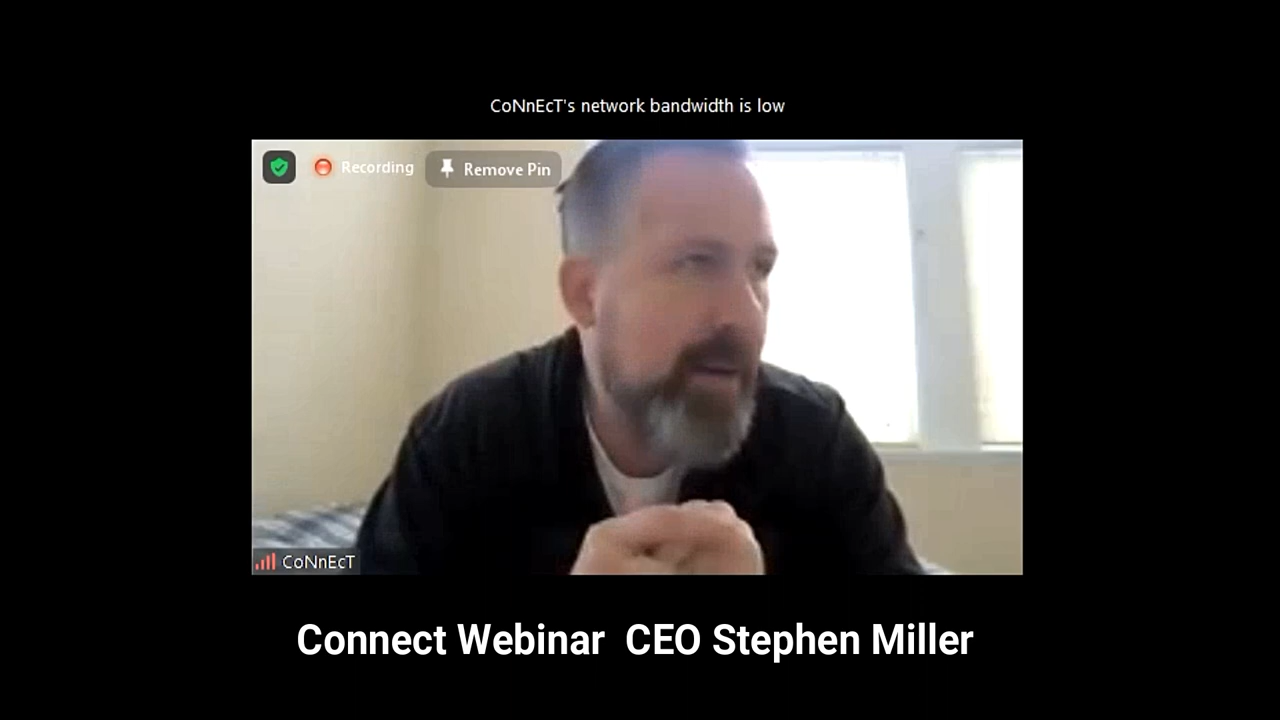 CoNnEcT's network bandwidth is low
Recording
Remove Pin
CoNnEcT
Connect Webinar  CEO Stephen Miller